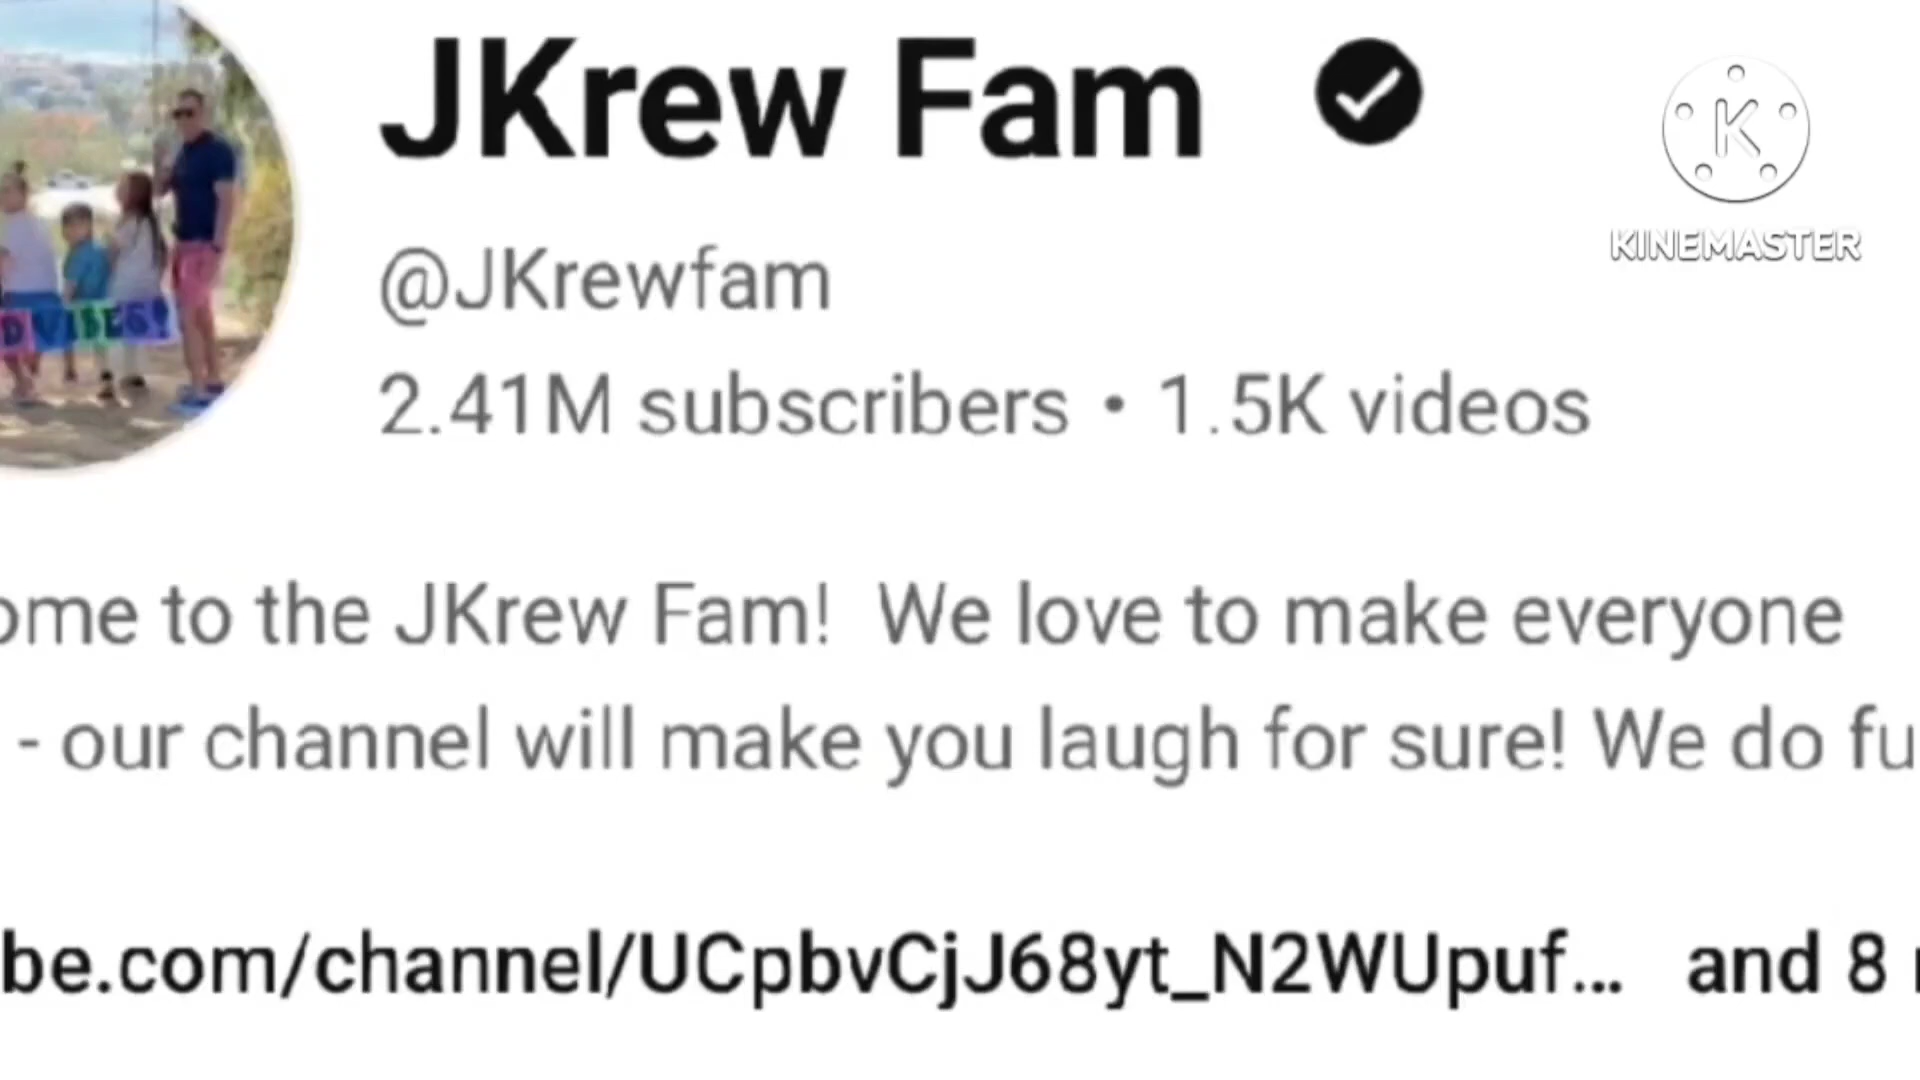 JKrew Fam
K
KINEMASTER
@JKrewfam
2.41M subscribers • 1.5K videos
ome to the JKrew Fam!  We love to make everyone
- our channel will make you laugh for sure! We do fu
be.com/channel/UCpbvCjJ68yt_N2WUpuf...   and 8
D VIBES!